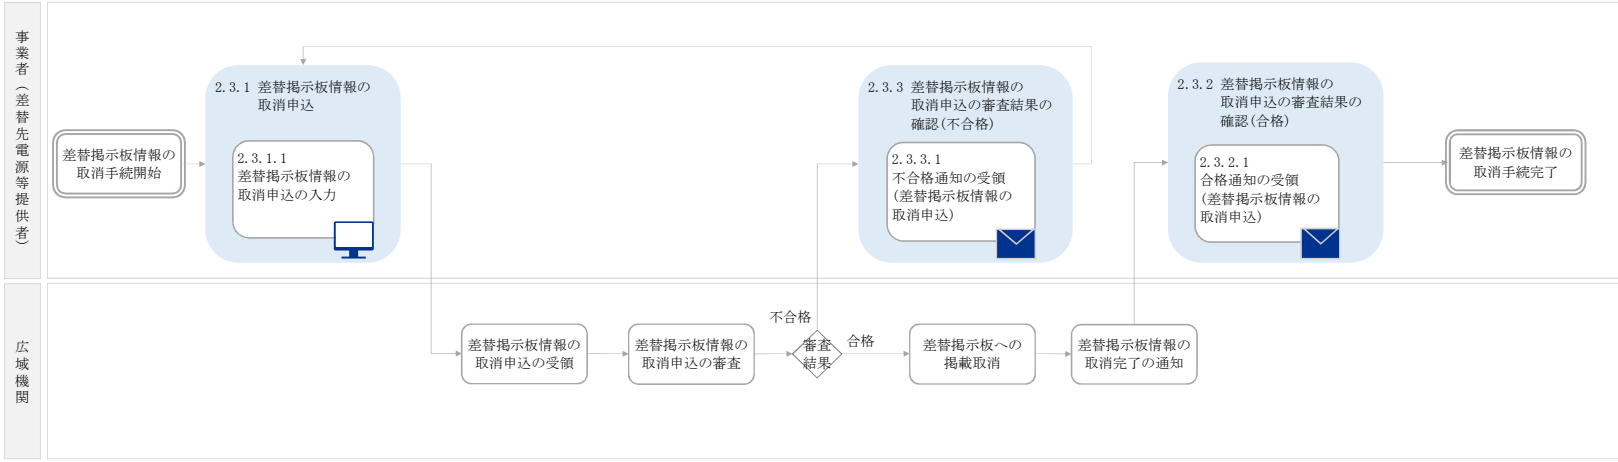 事業者（差替先電源等提供者）
差替掲示板情報の
取消手続開始
2.3.1 差替掲示板情報の
取消申込
2.3.1.1
差替掲示板情報の
取消申込の入力
2.3.3 差替掲示板情報の
取消申込の審査結果の
確認(不合格)
2.3.3.1
不合格通知の受領
(差替掲示板情報の
取消申込)
2.3.2 差替掲示板情報の
取消申込の審査結果の
確認(合格)
2.3.2.1
合格通知の受領
(差替掲示板情報の
取消申込)
差替掲示板情報の
取消手続完了
広域機関
差替掲示板情報の
取消申込の受領
差替掲示板情報の
取消申込の審査
不合格
審査
結果
合格
差替掲示板への
掲載取消
差替掲示板情報の
取消完了の通知